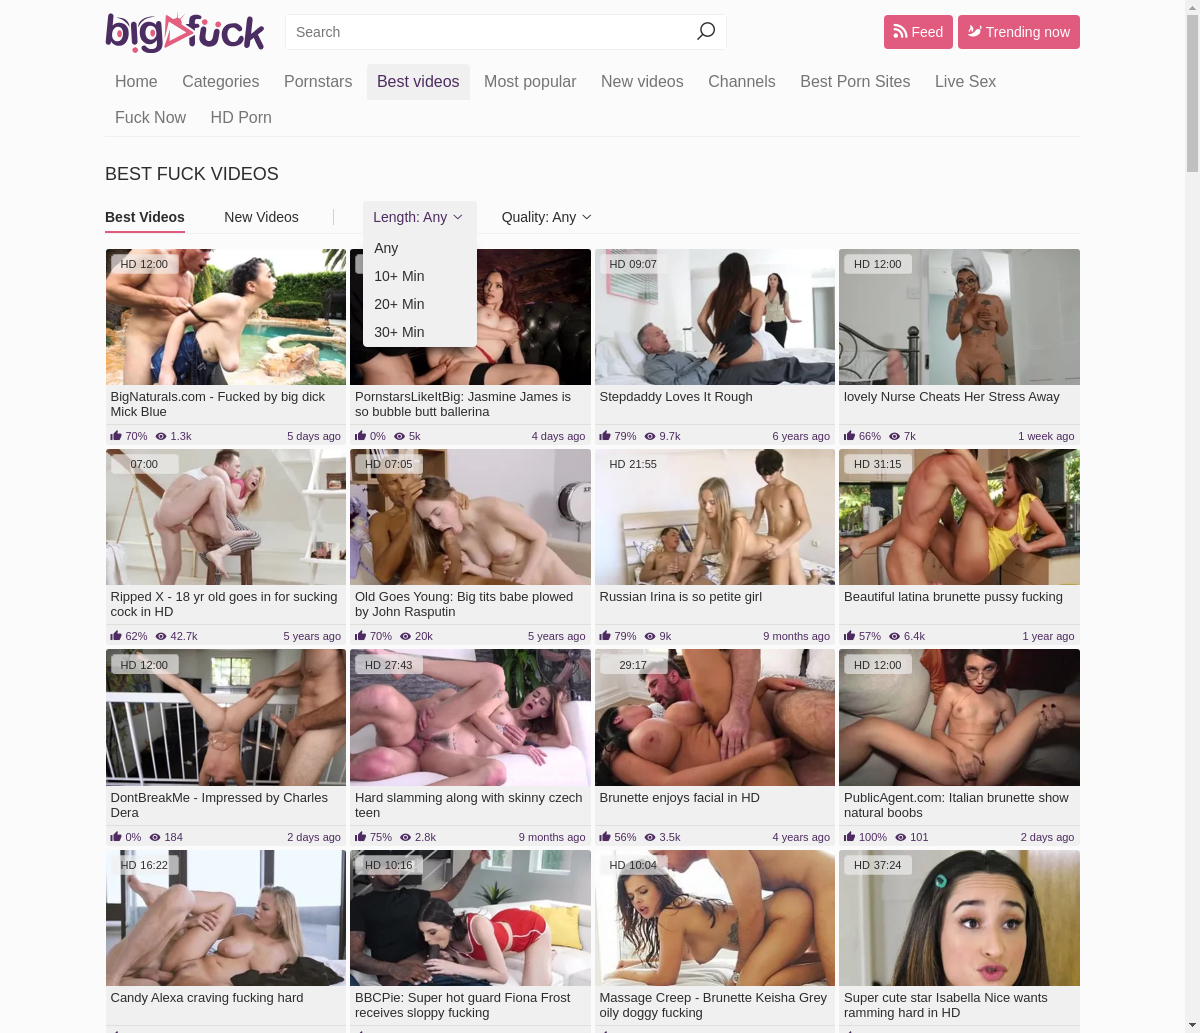 bigfuck
Search
Feed
Trending now
Home
Categories
Pornstars
Best videos
Most popular
New videos
Channels
Best Porn Sites
Live Sex
Fuck Now
HD Porn
BEST FUCK VIDEOS
Best Videos
New Videos
Length: Any
Quality: Any
Any
10+ Min
20+ Min
30+ Min
HD 12:00
HD 09:07
HD 12:00
BigNaturals.com - Fucked by big dick
Mick Blue
70% 1.3k 5 days ago
PornstarsLikeItBig: Jasmine James is
so bubble butt ballerina
0% 5k 4 days ago
Stepdaddy Loves It Rough
79% 9.7k 6 years ago
lovely Nurse Cheats Her Stress Away
66% 7k 1 week ago
07:00
HD 07:05
HD 21:55
HD 31:15
Ripped X - 18 yr old goes in for sucking
cock in HD
62% 42.7k 5 years ago
Old Goes Young: Big tits babe plowed
by John Rasputin
70% 20k 5 years ago
Russian Irina is so petite girl
79% 9k 9 months ago
Beautiful latina brunette pussy fucking
57% 6.4k 1 year ago
HD 12:00
HD 27:43
29:17
HD 12:00
DontBreakMe - Impressed by Charles
Dera
0% 184 2 days ago
Hard slamming along with skinny czech
teen
75% 2.8k 9 months ago
Brunette enjoys facial in HD
56% 3.5k 4 years ago
PublicAgent.com: Italian brunette show
natural boobs
100% 101 2 days ago
HD 16:22
HD 10:16
HD 10:04
HD 37:24
Candy Alexa craving fucking hard
BBCPie: Super hot guard Fiona Frost
receives sloppy fucking
Massage Creep - Brunette Keisha Grey
oily doggy fucking
Super cute star Isabella Nice wants
ramming hard in HD